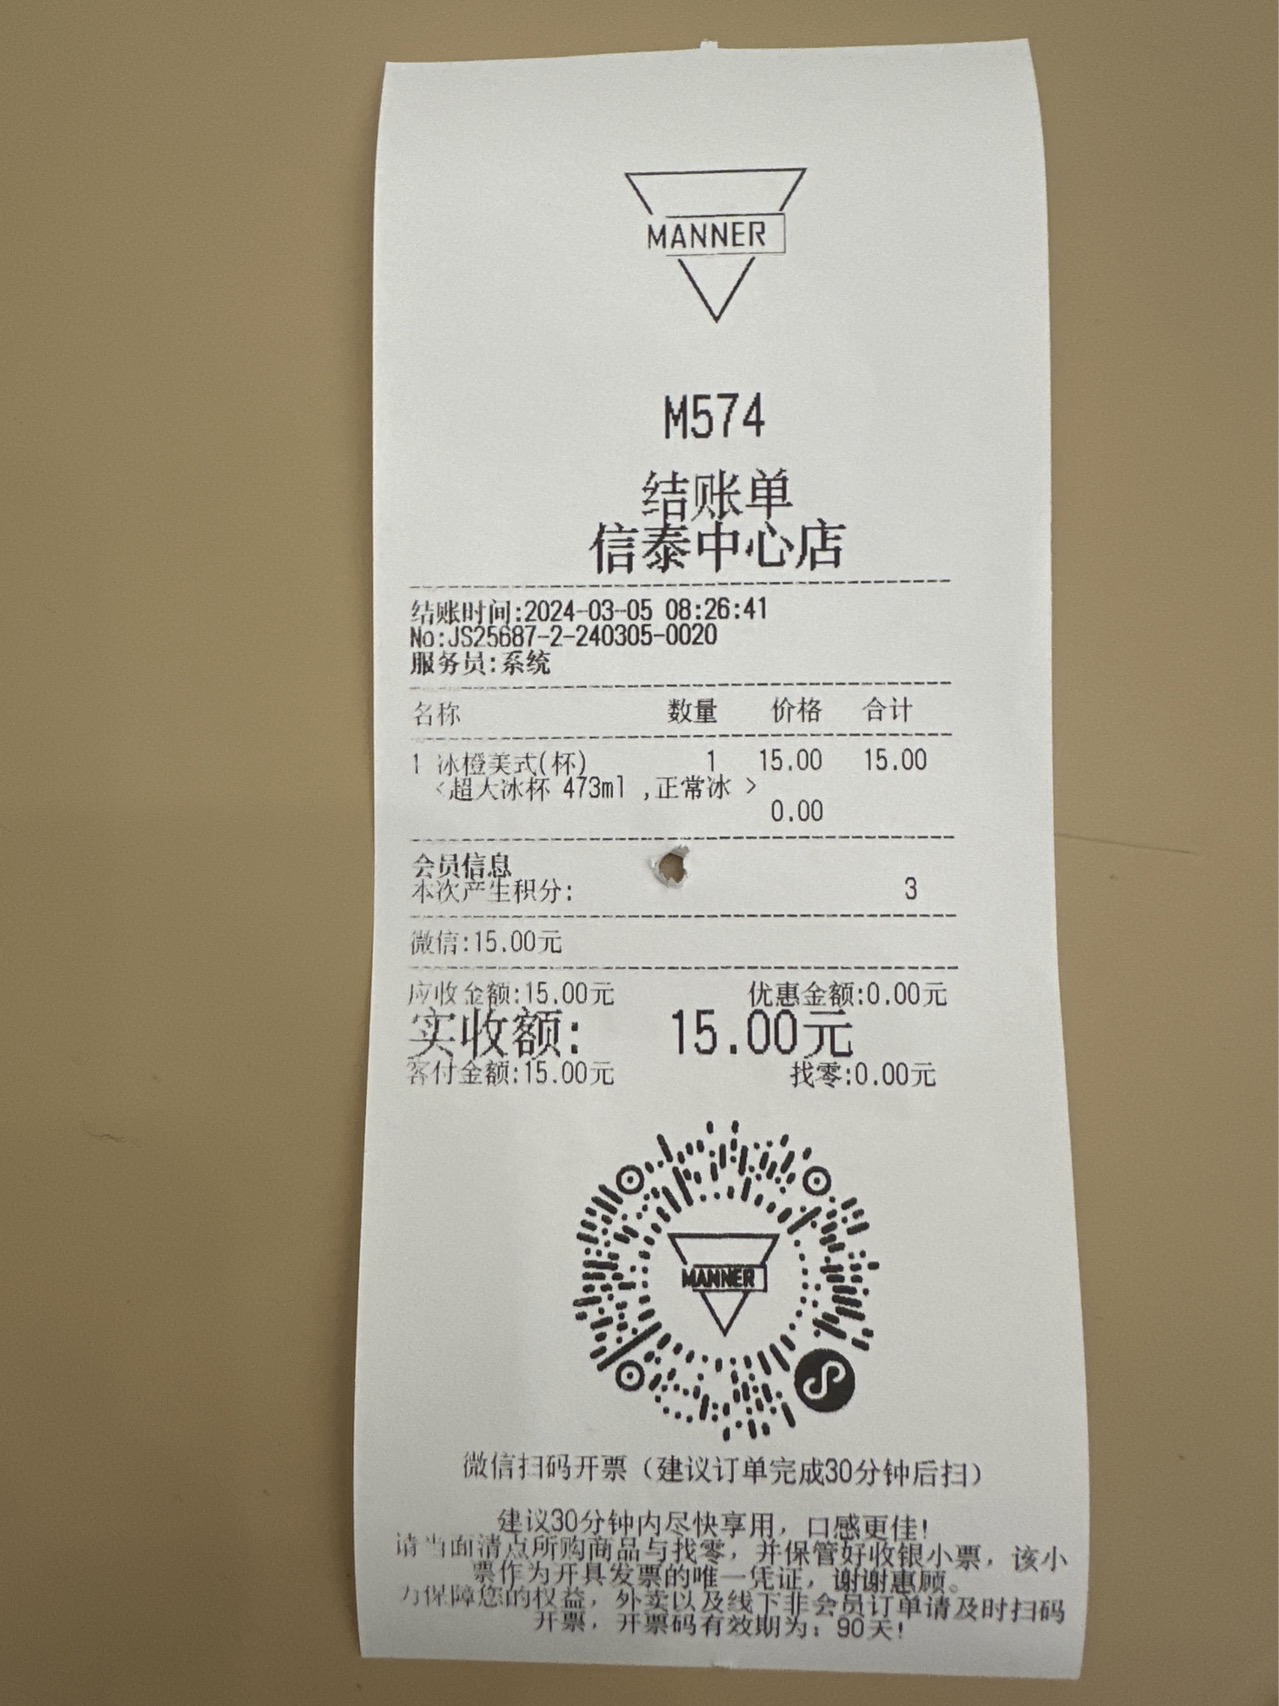 MANNER
M574
结账单
信泰中心店
结账时间:2024-03-05 08:26:41
No:JS25687-2-240305-0020
服务员:系统
名称 数量 价格 合计
1 冰橙美式(杯) 1 15.00 15.00
<超大冰杯 473ml ,正常冰 >
0.00
会员信息
本次产生积分: 3
微信:15.00元
应收金额:15.00元 优惠金额:0.00元
实收额: 15.00元
客付金额:15.00元 找零:0.00元
MANNER
微信扫码开票（建议订单完成30分钟后扫）
建议30分钟内尽快享用，口感更佳！
请当面清点所购商品与找零，并保管好收银小票，该小
票作为开具发票的唯一凭证，谢谢惠顾。
为保障您的权益，外卖以及线下非会员订单请及时扫码
开票，开票码有效期为：90天！